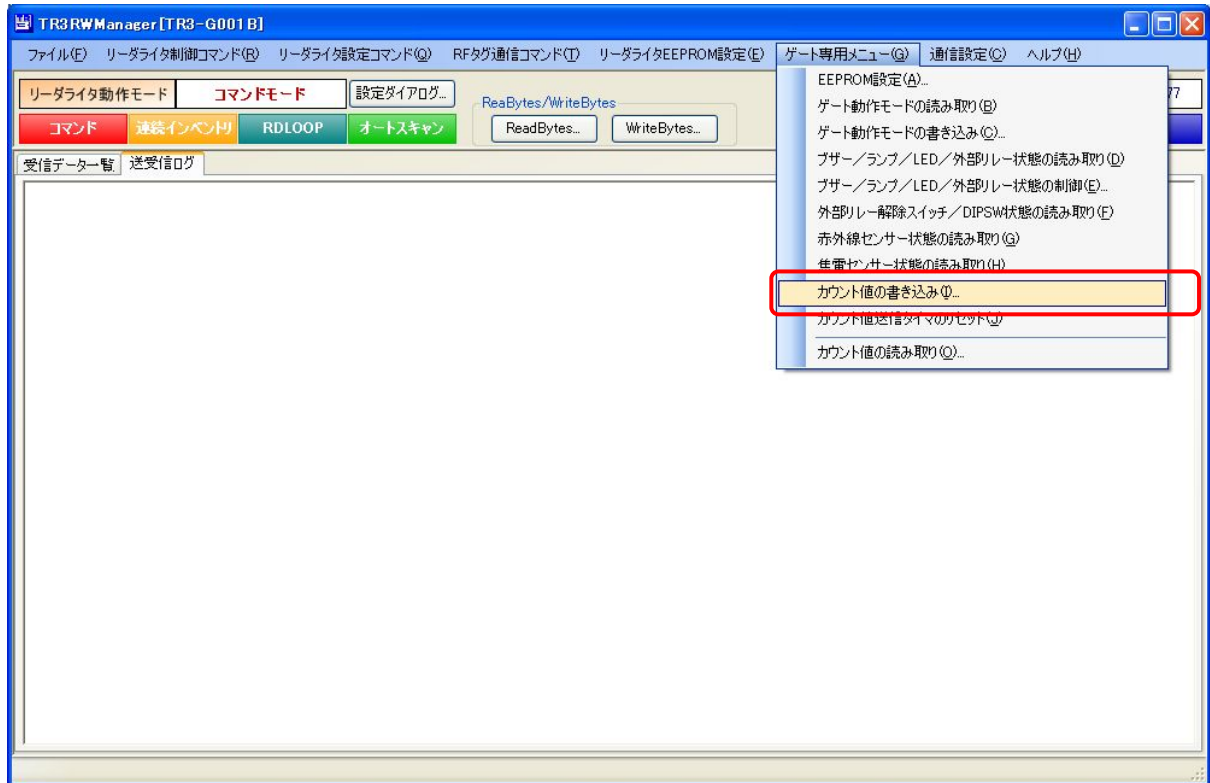 TR3RWManager[TR3-G001B]
ファイル(F) リーダライタ制御コマンド(R) リーダライタ設定コマンド(Q) RFタグ通信コマンド(T) リーダライタEEPROM設定(E) ゲート専用メニュー(G) 通信設定(C) ヘルプ(H)
リーダライタ動作モード コマンドモード 設定ダイアログ... ReaBytes/WriteBytes 77
コマンド 連続インベントリ RDLOOP オートスキャン ReadBytes... WriteBytes...
受信データ一覧 送受信ログ
EEPROM設定(A)...
ゲート動作モードの読み取り(B)
ゲート動作モードの書き込み(C)...
ブザー/ランプ/LED/外部リレー状態の読み取り(D)
ブザー/ランプ/LED/外部リレー状態の制御(E)...
外部リレー解除スイッチ/DIPSW状態の読み取り(F)
赤外線センサー状態の読み取り(G)
焦電センサー状態の読み取り(H)
カウント値の書き込み(I)...
カウント値送信タイマのリセット(J)
カウント値の読み取り(O)...